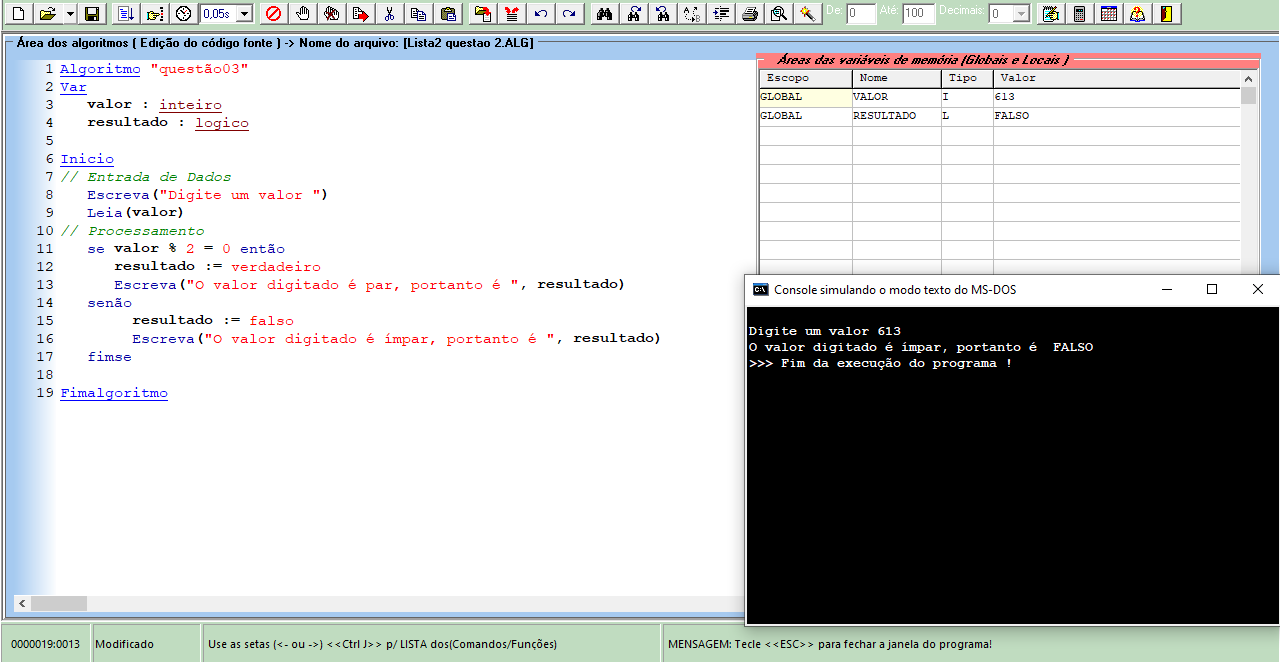 0,05s De: 0 Até: 100 Decimais: 0
Área dos algoritmos ( Edição do código fonte ) -> Nome do arquivo: [Lista2 questao 2.ALG]
1 Algoritmo "questão03"
2 Var
3 valor : inteiro
4 resultado : logico
5
6 Inicio
7 // Entrada de Dados
8 Escreva("Digite um valor ")
9 Leia(valor)
10 // Processamento
11 se valor % 2 = 0 então
12 resultado := verdadeiro
13 Escreva("O valor digitado é par, portanto é ", resultado)
14 senão
15 resultado := falso
16 Escreva("O valor digitado é ímpar, portanto é ", resultado)
17 fimse
18
19 Fimalgoritmo
Áreas das variáveis de memória (Globais e Locais )
Escopo Nome Tipo Valor
GLOBAL VALOR I 613
GLOBAL RESULTADO L FALSO
C:\ Console simulando o modo texto do MS-DOS
Digite um valor 613
O valor digitado é ímpar, portanto é  FALSO
>>> Fim da execução do programa !
0000019:0013 Modificado Use as setas (<- ou ->) <<Ctrl J>> p/ LISTA dos(Comandos/Funções) MENSAGEM: Tecle <<ESC>> para fechar a janela do programa!